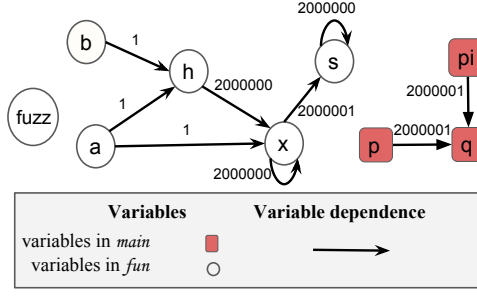 2000000
b
1
s
h
pi
2000000
fuzz
1
2000001
2000001
1
2000001
a
x
p
q
2000000
Variables Variable dependence
variables in main
variables in fun